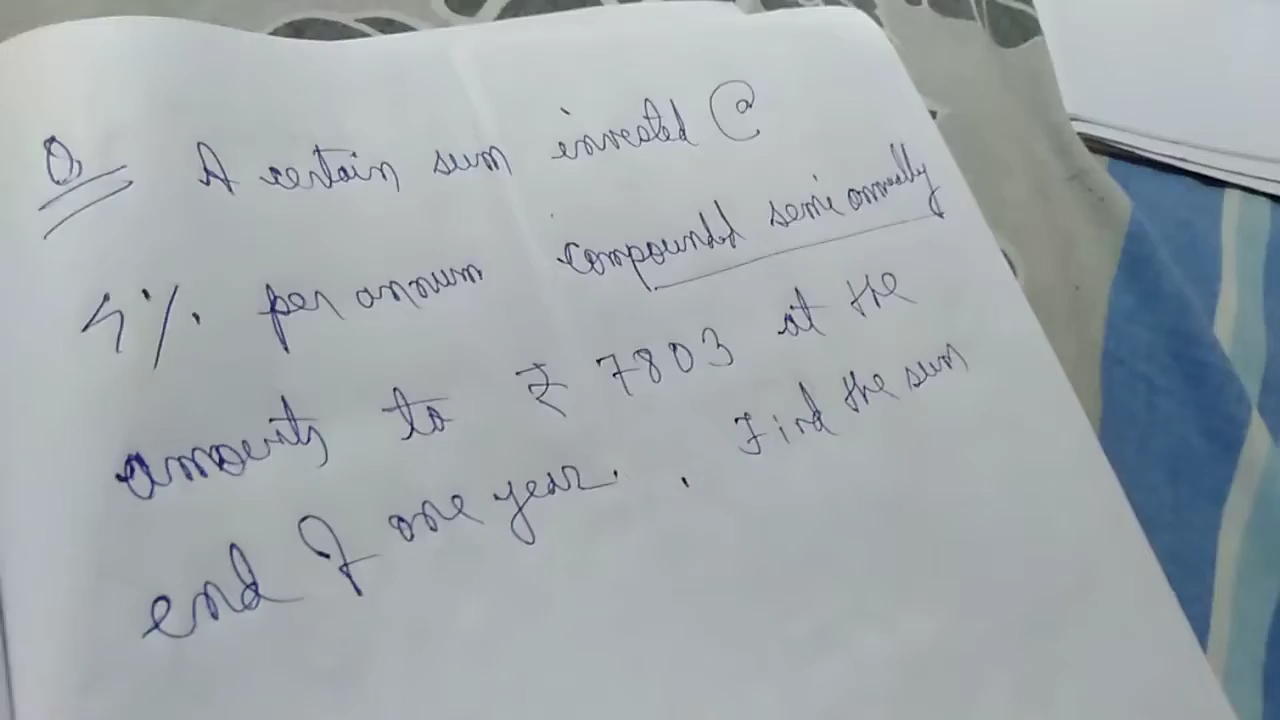 Q A certain sum invested @
4%. per annum compounded semi annually
amounts to ₹ 7803 at the
end of one year. . Find the sum